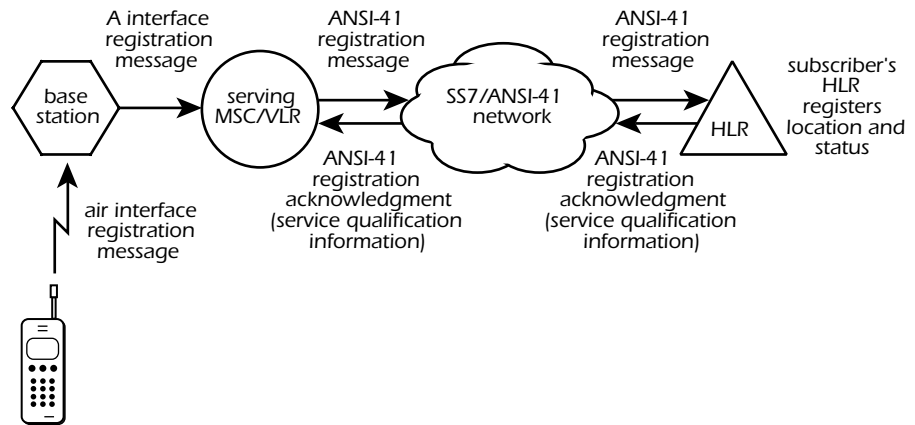 A interface
registration
message
ANSI-41
registration
message
ANSI-41
registration
message
base
station
serving
MSC/VLR
SS7/ANSI-41
network
HLR
subscriber's
HLR
registers
location and
status
ANSI-41
registration
acknowledgment
(service qualification
information)
ANSI-41
registration
acknowledgment
(service qualification
information)
air interface
registration
message